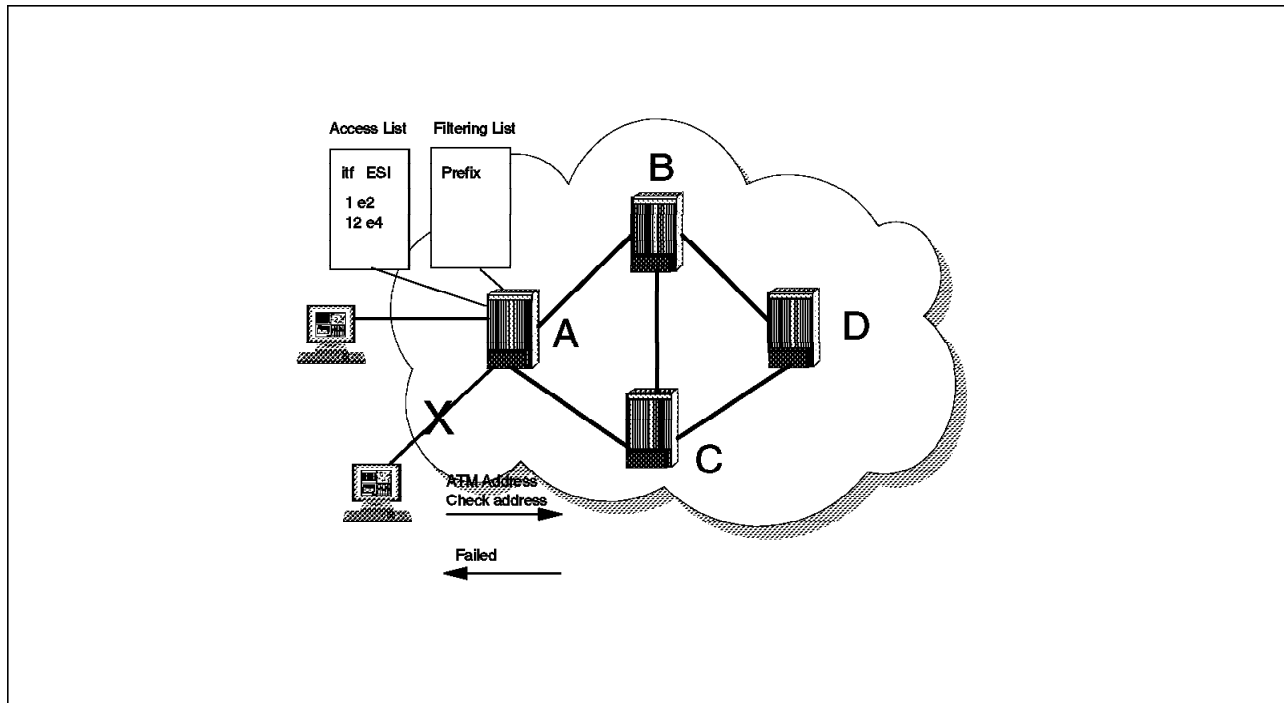 Access List
Filtering List
itf ESI
1 e2
12 e4
Prefix
B
A
D
C
X
ATM Address
Check address
Failed